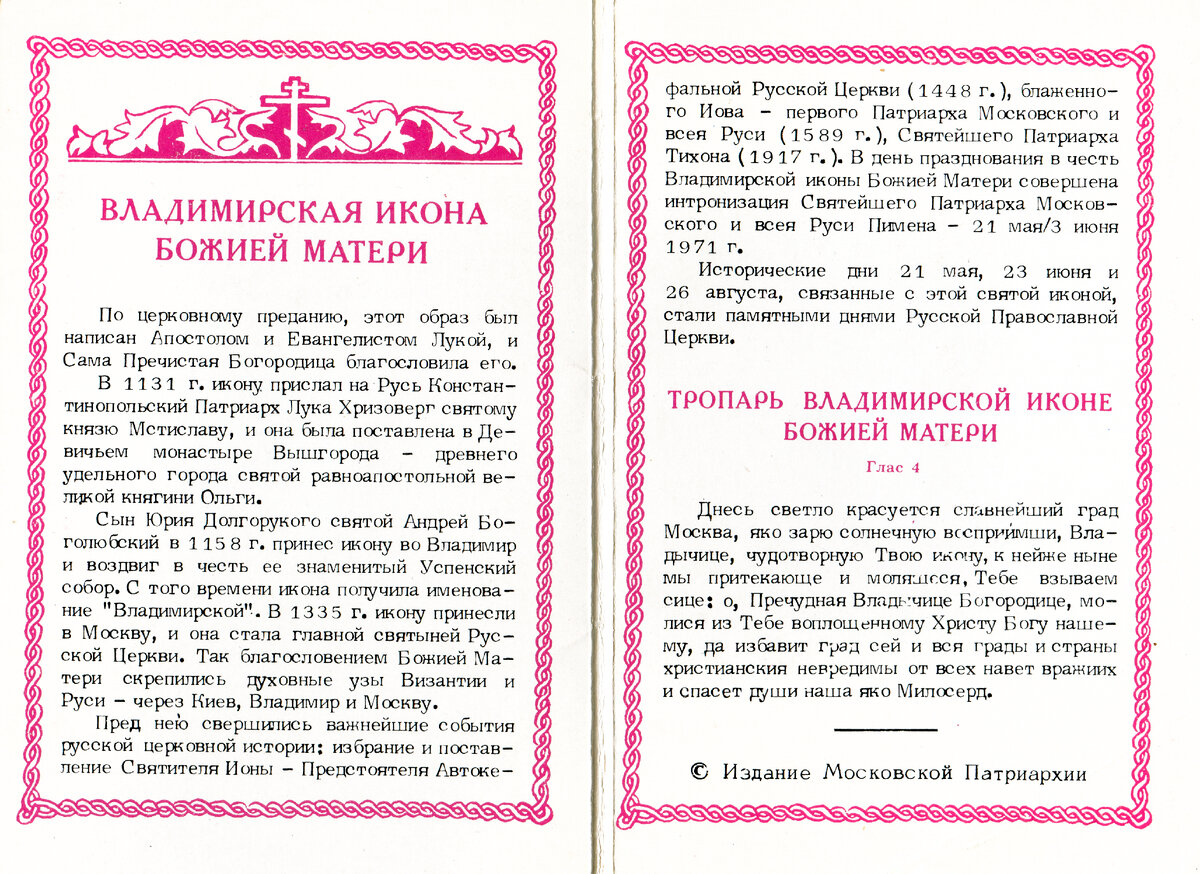 ВЛАДИМИРСКАЯ ИКОНА
БОЖИЕЙ МАТЕРИ
По церковному преданию, этот образ был
написан Апостолом и Евангелистом Лукой, и
Сама Пречистая Богородица благословила его.
В 1131 г. икону прислал на Русь Констан-
тинопольский Патриарх Лука Хризоверг святому
князю Мстиславу, и она была поставлена в Де-
вичьем монастыре Вышгорода – древнего
удельного города святой равноапостольной ве-
ликой княгини Ольги.
Сын Юрия Долгорукого святой Андрей Бо-
голюбский в 1158 г. принес икону во Владимир
и воздвиг в честь ее знаменитый Успенский
собор. С того времени икона получила именова-
ние "Владимирской". В 1335 г. икону принесли
в Москву, и она стала главной святыней Рус-
ской Церкви. Так благословением Божией Ма-
тери скрепились духовные узы Византии и
Руси – через Киев, Владимир и Москву.
Пред нею свершились важнейшие события
русской церковной истории: избрание и постав-
ление Святителя Ионы – Предстоятеля Автоке-
фальной Русской Церкви (1448 г.), блаженно-
го Иова – первого Патриарха Московского и
всея Руси (1589 г.), Святейшего Патриарха
Тихона (1917 г.). В день празднования в честь
Владимирской иконы Божией Матери совершена
интронизация Святейшего Патриарха Москов-
ского и всея Руси Пимена – 21 мая/3 июня
1971 г.
Исторические дни 21 мая, 23 июня и
26 августа, связанные с этой святой иконой,
стали памятными днями Русской Православной
Церкви.
ТРОПАРЬ ВЛАДИМИРСКОЙ ИКОНЕ
БОЖИЕЙ МАТЕРИ
Глас 4
Днесь светло красуется славнейший град
Москва, яко зарю солнечную восприимши, Вла-
дычице, чудотворную Твою икону, к нейже ныне
мы притекающе и молящеся, Тебе взываем
сице: о, Пречудная Владычице Богородице, мо-
лися из Тебе воплощенному Христу Богу наше-
му, да избавит град сей и вся грады и страны
христианския невредимы от всех навет вражиих
и спасет души наша яко Милосерд.
© Издание Московской Патриархии